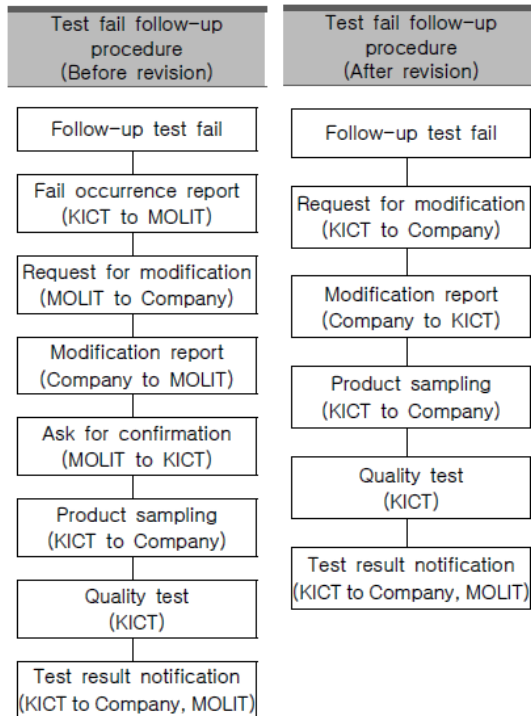 Test fail follow-up
procedure
(Before revision)
Follow-up test fail
Fail occurrence report
(KICT to MOLIT)
Request for modification
(MOLIT to Company)
Modification report
(Company to MOLIT)
Ask for confirmation
(MOLIT to KICT)
Product sampling
(KICT to Company)
Quality test
(KICT)
Test result notification
(KICT to Company, MOLIT)
Test fail follow-up
procedure
(After revision)
Follow-up test fail
Request for modification
(KICT to Company)
Modification report
(Company to KICT)
Product sampling
(KICT to Company)
Quality test
(KICT)
Test result notification
(KICT to Company, MOLIT)